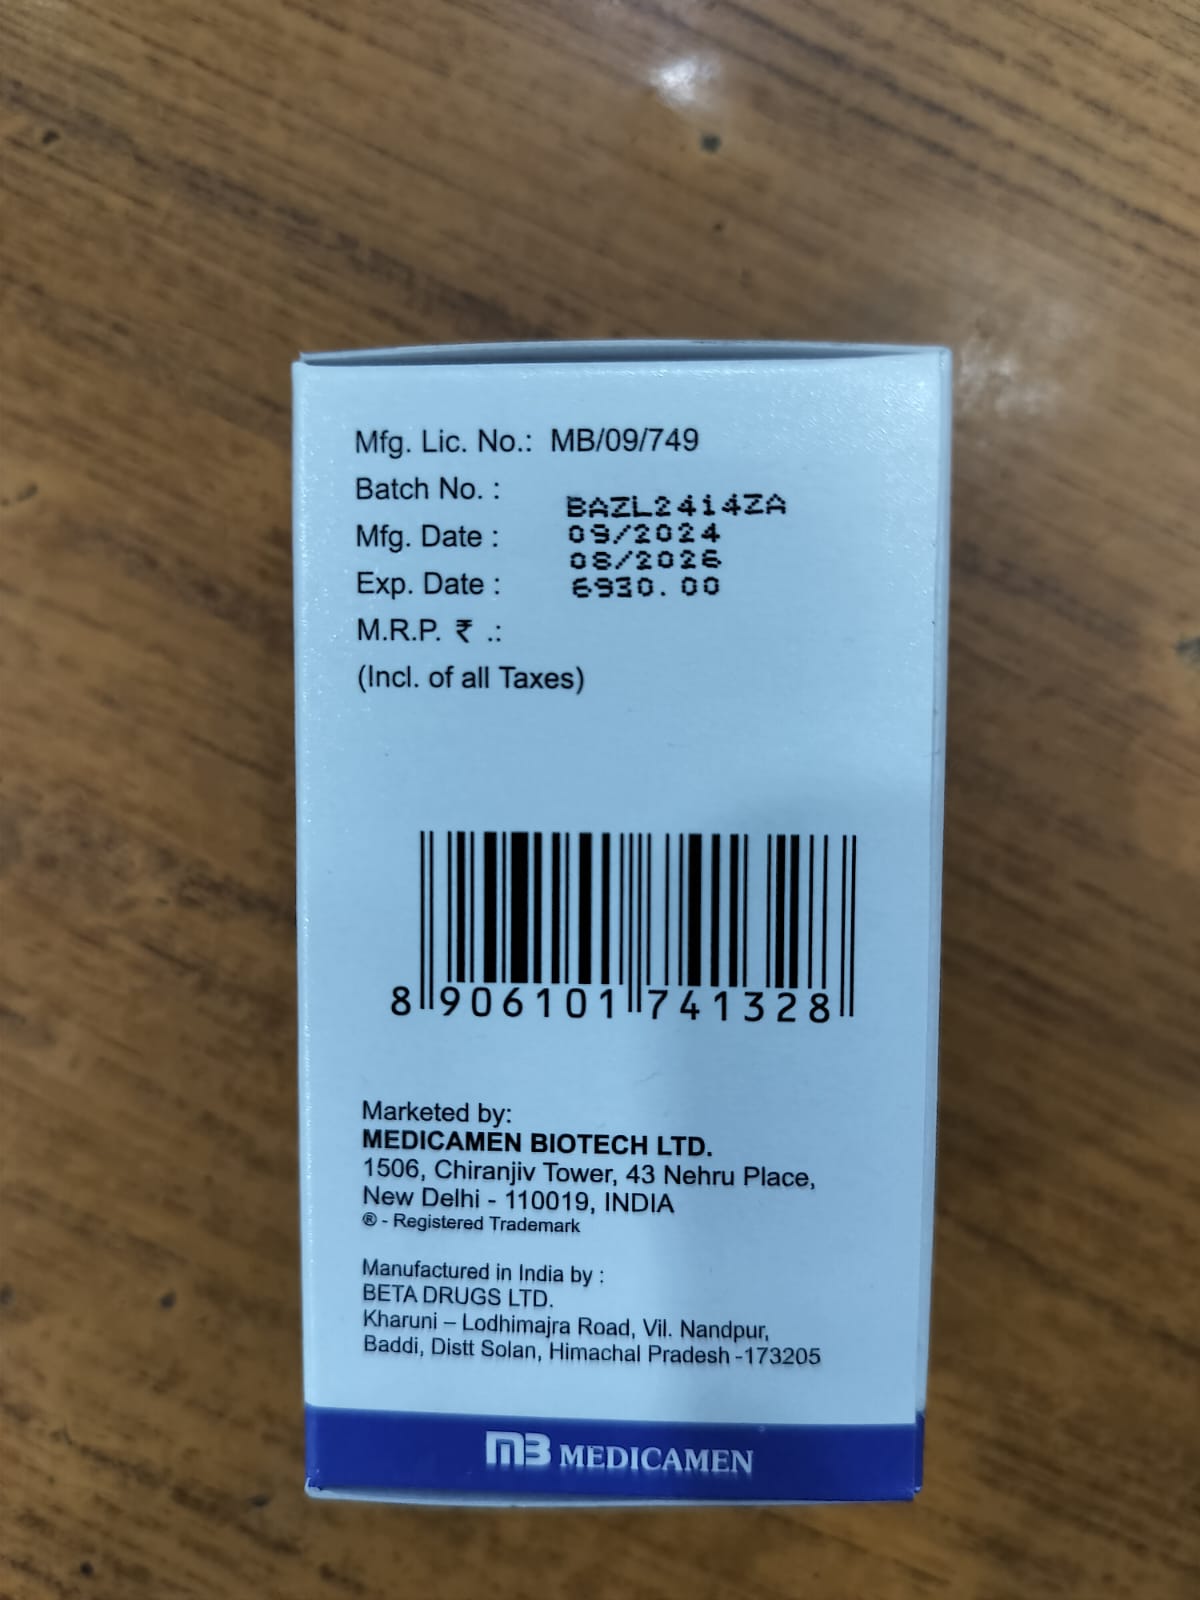 Mfg. Lic. No.: MB/09/749
Batch No. : BAZL2414ZA
Mfg. Date : 09/2024
Exp. Date : 08/2026
M.R.P. ₹ .: 6930.00
(Incl. of all Taxes)
8 906101 741328
Marketed by:
MEDICAMEN BIOTECH LTD.
1506, Chiranjiv Tower, 43 Nehru Place,
New Delhi - 110019, INDIA
® - Registered Trademark
Manufactured in India by :
BETA DRUGS LTD.
Kharuni – Lodhimajra Road, Vil. Nandpur,
Baddi, Distt Solan, Himachal Pradesh -173205
MB MEDICAMEN